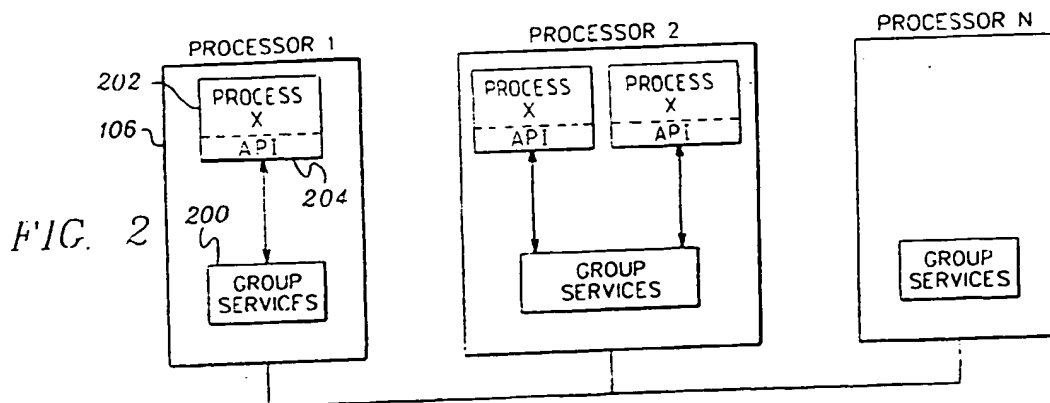 PROCESSOR 1
202
PROCESS
X
API
106
204
200
GROUP
SERVICES
FIG. 2
PROCESSOR 2
PROCESS
X
API
PROCESS
X
API
GROUP
SERVICES
PROCESSOR N
GROUP
SERVICES